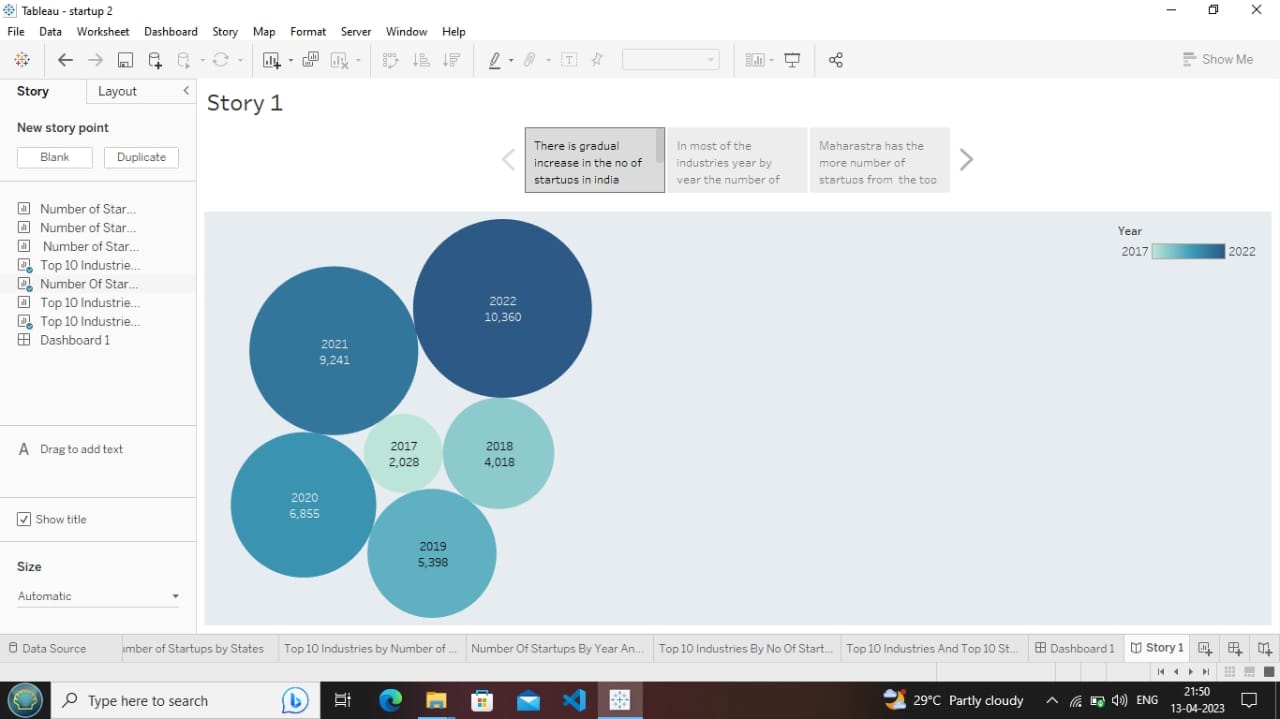 Tableau - startup 2
File Data Worksheet Dashboard Story Map Format Server Window Help
Show Me
Story Layout
New story point
Blank Duplicate
Number of Star...
Number of Star...
Number of Star...
Top 10 Industrie...
Number Of Star...
Top 10 Industrie...
Top 10 Industrie...
Dashboard 1
A Drag to add text
Show title
Size
Automatic
Story 1
There is gradual
increase in the no of
startups in india
In most of the
industries year by
year the number of
Maharastra has the
more number of
startups from the top
Year
2017 2022
2022
10,360
2021
9,241
2017
2,028
2018
4,018
2020
6,855
2019
5,398
Data Source umber of Startups by States Top 10 Industries by Number of ... Number Of Startups By Year An... Top 10 Industries By No Of Start... Top 10 Industries And Top 10 St... Dashboard 1 Story 1
Type here to search
29°C Partly cloudy
ENG
21:50
13-04-2023